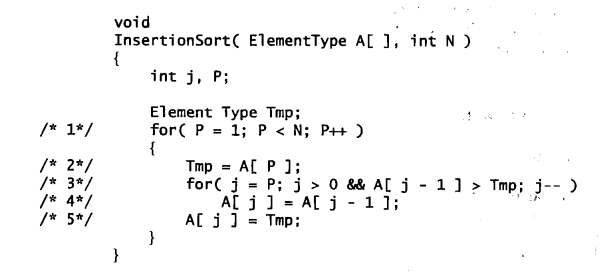 void
InsertionSort( ElementType A[ ], int N )
{
int j, P;
Element Type Tmp;
/* 1*/ for( P = 1; P < N; P++ )
{
/* 2*/ Tmp = A[ P ];
/* 3*/ for( j = P; j > 0 && A[ j - 1 ] > Tmp; j-- )
/* 4*/ A[ j ] = A[ j - 1 ];
/* 5*/ A[ j ] = Tmp;
}
}